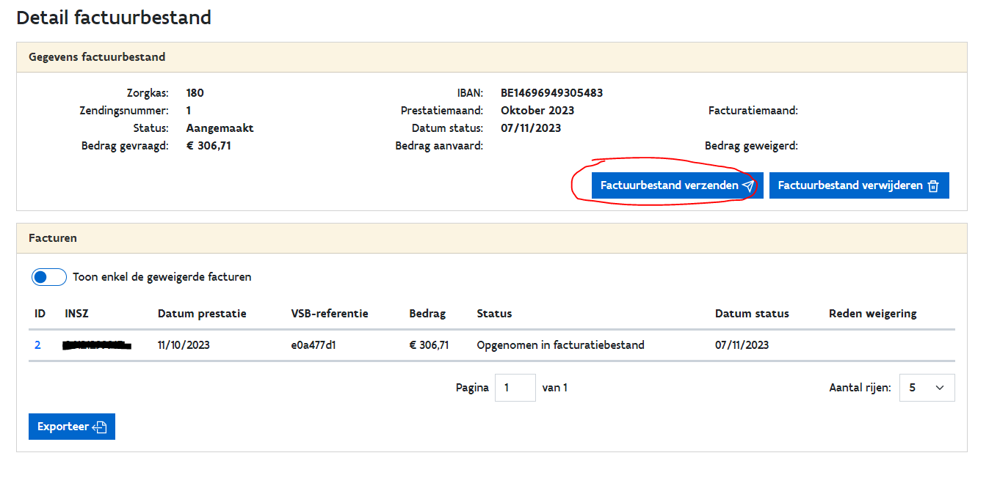 Detail factuurbestand
Gegevens factuurbestand
Zorgkas: 180 IBAN: BE14696949305483
Zendingsnummer: 1 Prestatiemaand: Oktober 2023 Facturatiemaand:
Status: Aangemaakt Datum status: 07/11/2023
Bedrag gevraagd: € 306,71 Bedrag aanvaard: Bedrag geweigerd:
Factuurbestand verzenden Factuurbestand verwijderen
Facturen
Toon enkel de geweigerde facturen
ID INSZ Datum prestatie VSB-referentie Bedrag Status Datum status Reden weigering
2 11/10/2023 e0a477d1 € 306,71 Opgenomen in facturatiebestand 07/11/2023
Pagina 1 van 1 Aantal rijen: 5
Exporteer